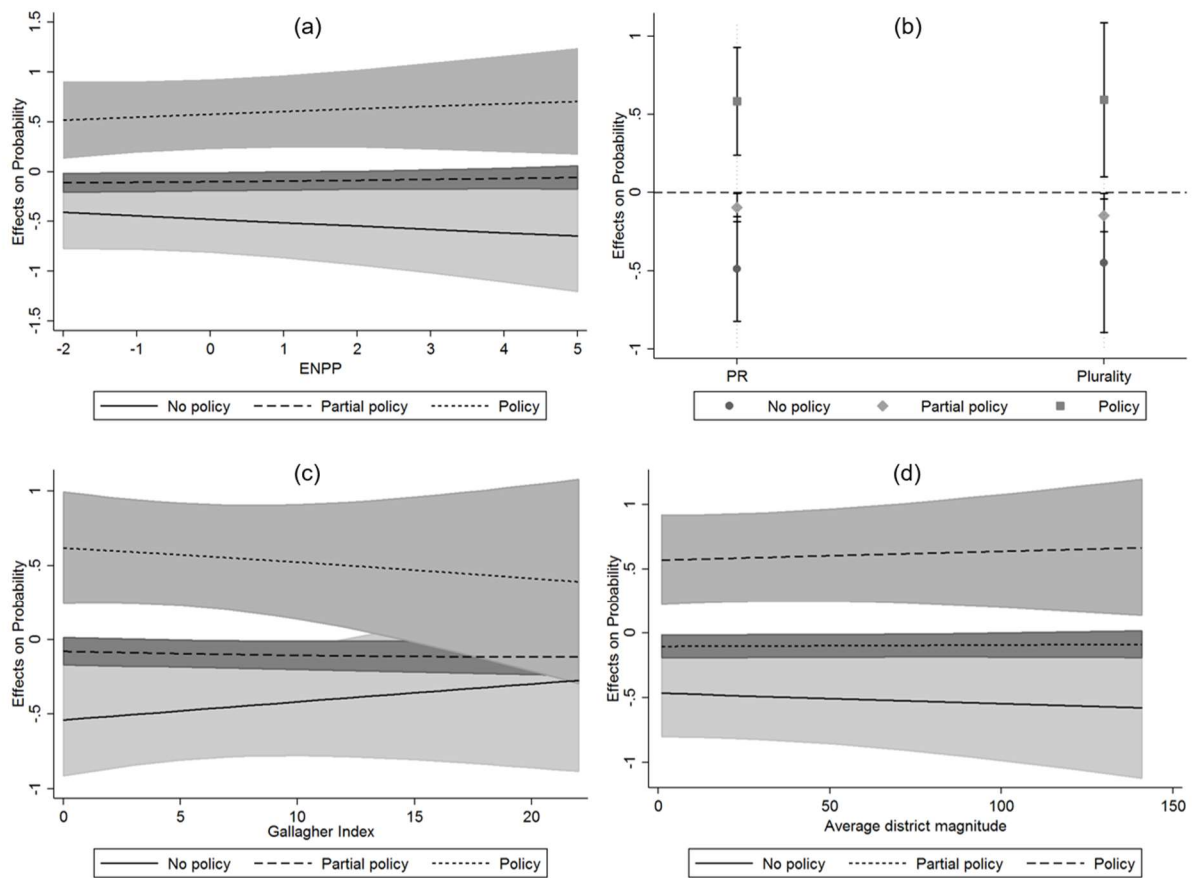 (a)
Effects on Probability
1.5
1
.5
0
-.5
-1
-1.5
-2 -1 0 1 2 3 4 5
ENPP
No policy Partial policy Policy
(b)
Effects on Probability
1
.5
0
-.5
-1
PR Plurality
No policy Partial policy Policy
(c)
Effects on Probability
1
.5
0
-.5
-1
0 5 10 15 20
Gallagher Index
No policy Partial policy Policy
(d)
Effects on Probability
1
.5
0
-.5
-1
0 50 100 150
Average district magnitude
No policy Partial policy Policy